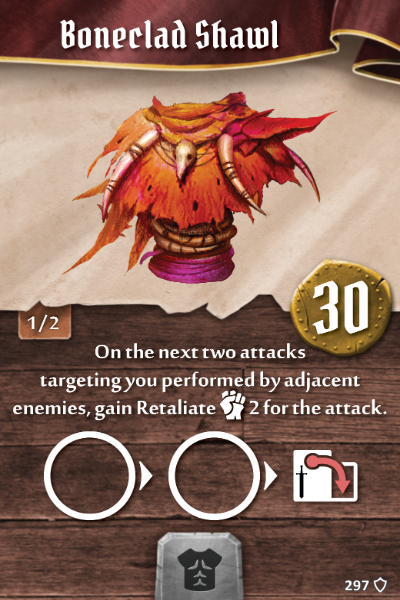 Boneclad Shawl
1/2
30
On the next two attacks
targeting you performed by adjacent
enemies, gain Retaliate 2 for the attack.
297